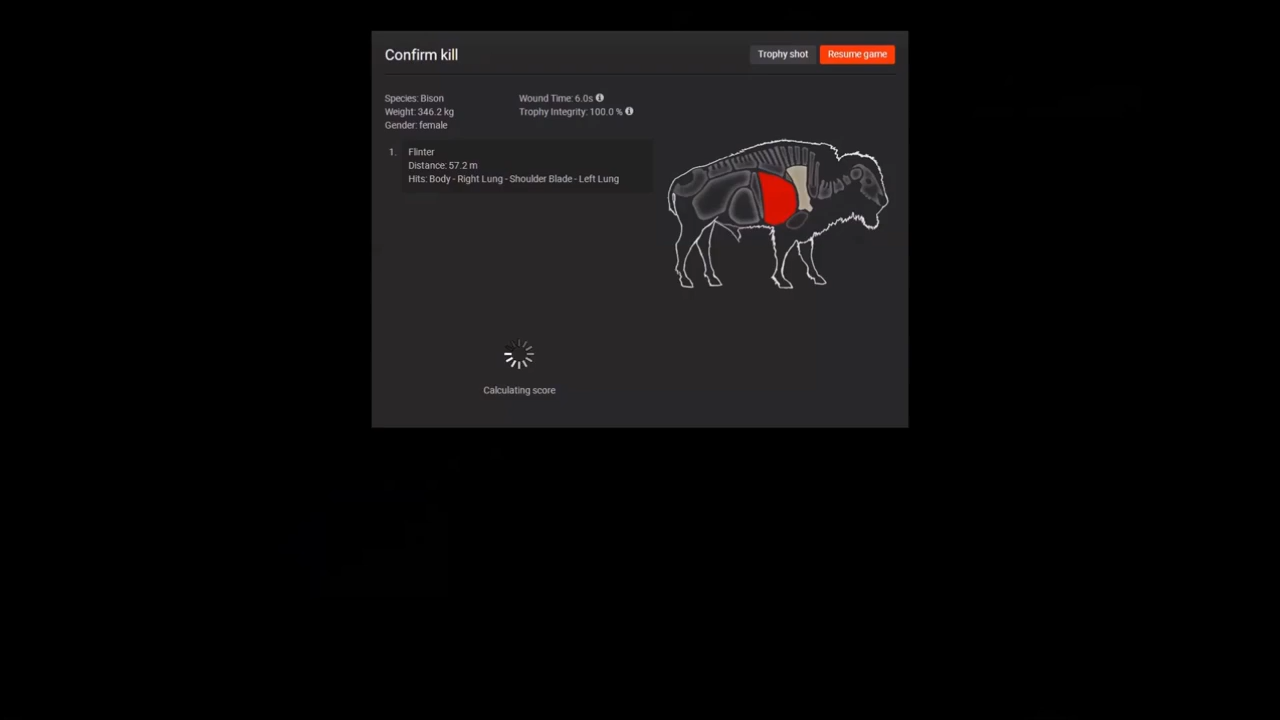 Confirm kill
Trophy shot
Resume game
Species: Bison
Weight: 346.2 kg
Gender: female
Wound Time: 6.0s
Trophy Integrity: 100.0 %
1.
Flinter
Distance: 57.2 m
Hits: Body - Right Lung - Shoulder Blade - Left Lung
Calculating score